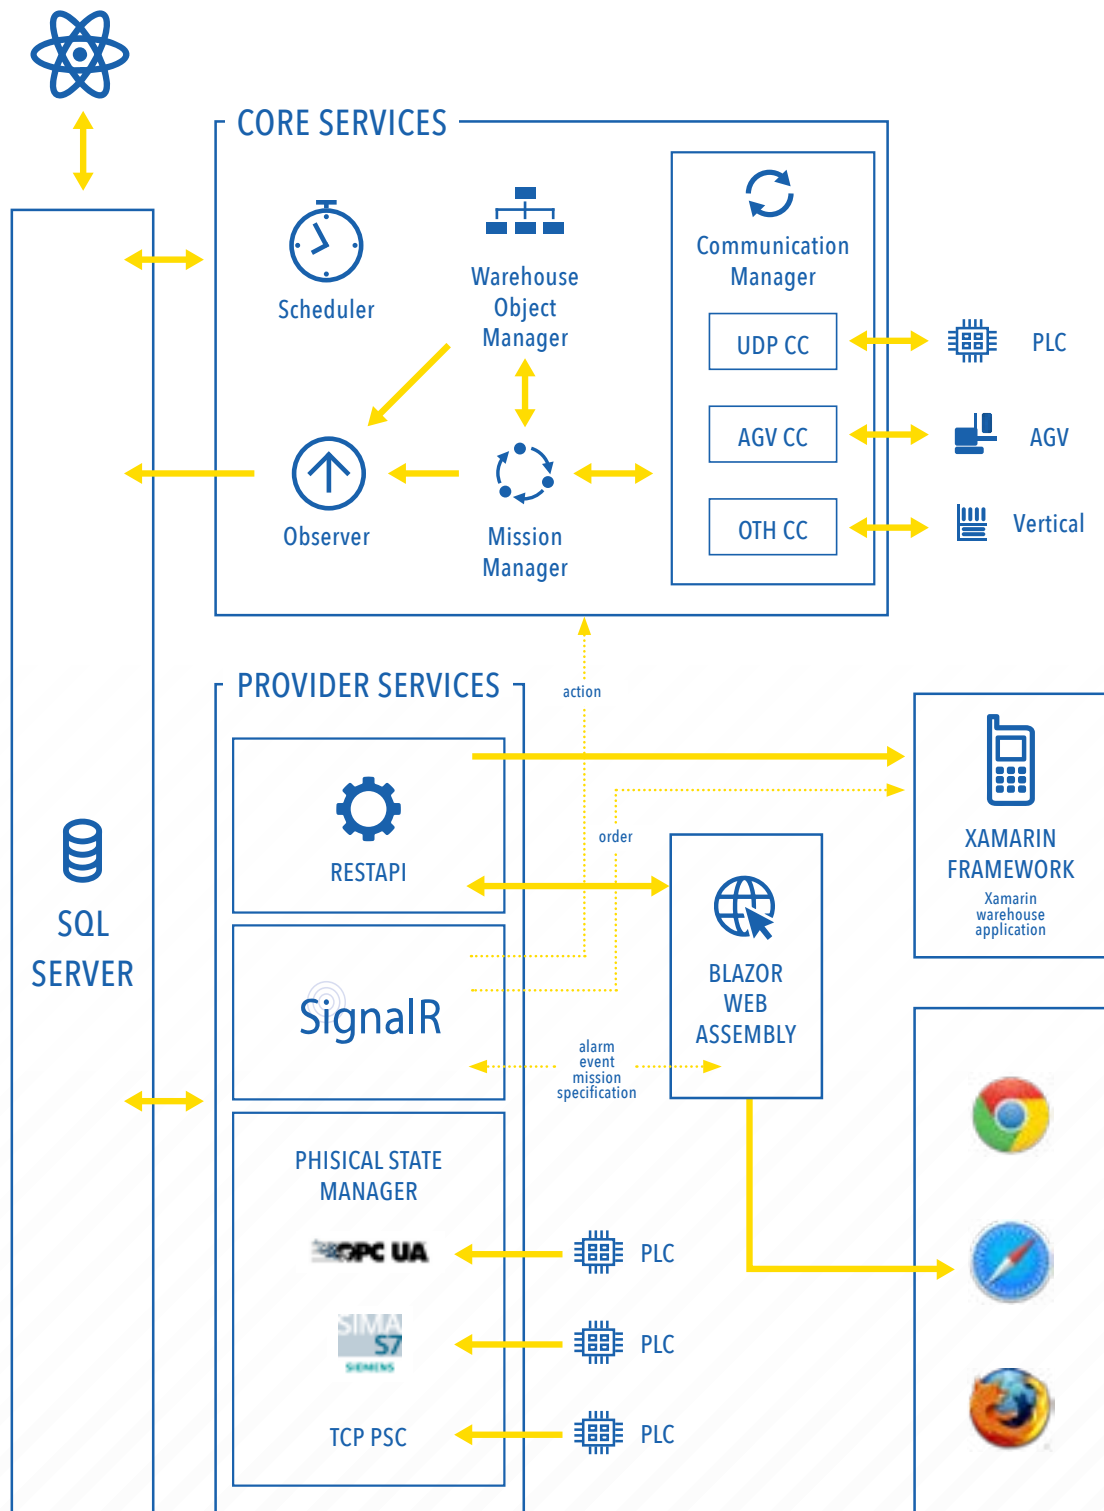 CORE SERVICES
Scheduler
Warehouse
Object
Manager
Communication
Manager
UDP CC
PLC
AGV CC
AGV
OTH CC
Vertical
Observer
Mission
Manager
PROVIDER SERVICES
action
RESTAPI
order
XAMARIN
FRAMEWORK
Xamarin
warehouse
application
SQL
SERVER
BLAZOR
WEB
ASSEMBLY
SignalR
alarm
event
mission
specification
PHISICAL STATE
MANAGER
OPC UA
PLC
SIMA
S7
SIEMENS
PLC
TCP PSC
PLC